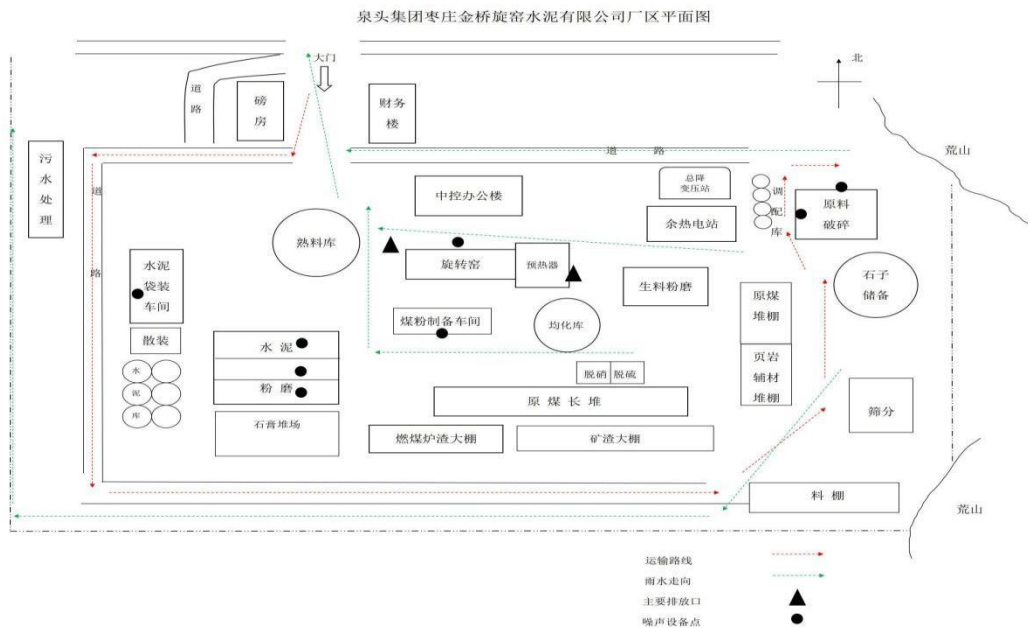 泉头集团枣庄金桥旋窑水泥有限公司厂区平面图
大门
北
道路
磅房
财务楼
荒山
污水处理
道路
道路
中控办公楼
总降
变压站
调配库
原料
破碎
余热电站
熟料库
旋转窑
预热器
水泥
袋装
车间
生料粉磨
石子
储备
原煤
堆棚
煤粉制备车间
均化库
散装
水泥
粉磨
页岩
辅材
堆棚
脱硝
脱硫
水泥库
原煤长堆
筛分
石膏堆场
燃煤炉渣大棚
矿渣大棚
料棚
荒山
运输路线
雨水走向
主要排放口
噪声设备点